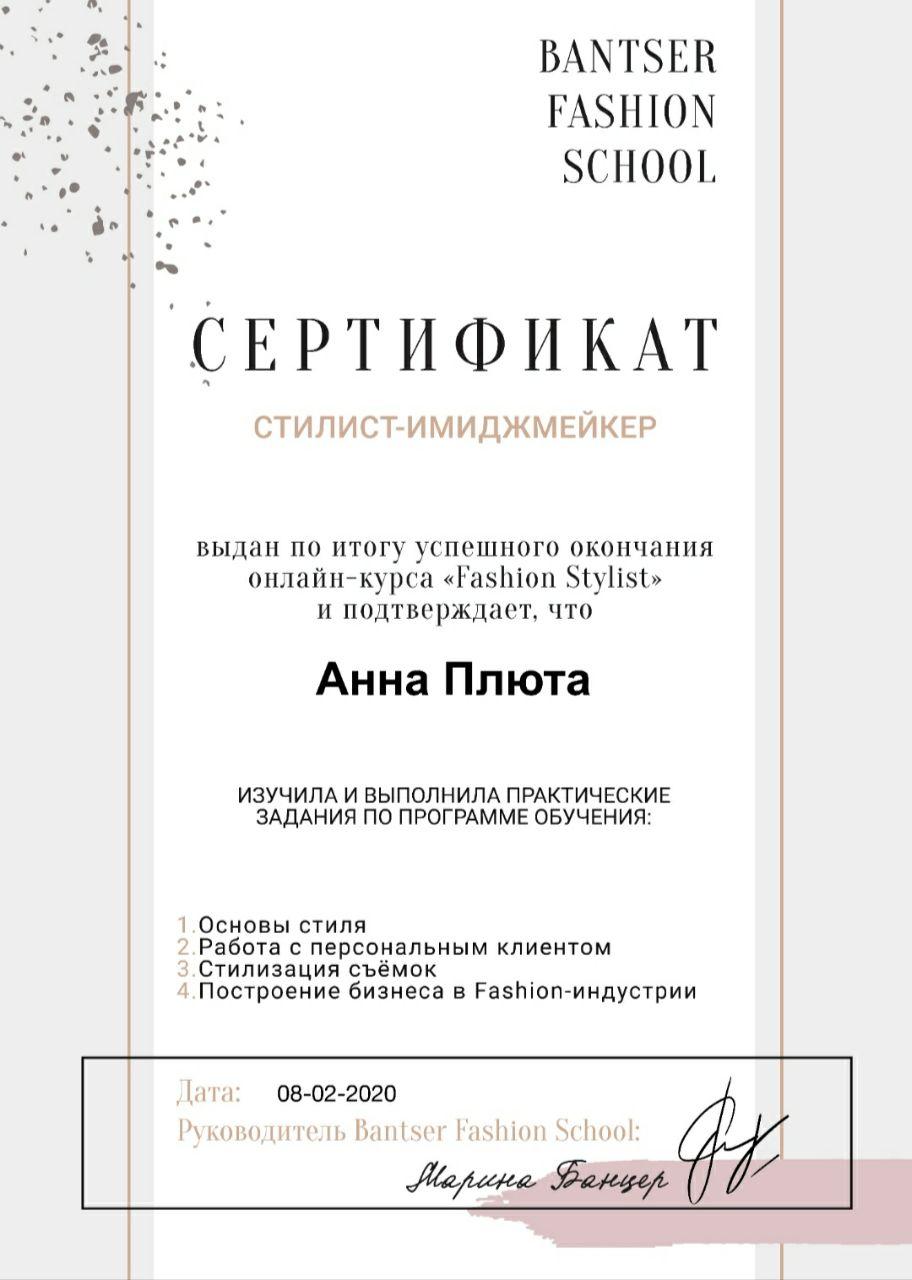 BANTSER
FASHION
SCHOOL
СЕРТИФИКАТ
СТИЛИСТ-ИМИДЖМЕЙКЕР
выдан по итогу успешного окончания
онлайн-курса «Fashion Stylist»
и подтверждает, что
Анна Плюта
ИЗУЧИЛА И ВЫПОЛНИЛА ПРАКТИЧЕСКИЕ
ЗАДАНИЯ ПО ПРОГРАММЕ ОБУЧЕНИЯ:
1.Основы стиля
2.Работа с персональным клиентом
3.Стилизация съёмок
4.Построение бизнеса в Fashion-индустрии
Дата: 08-02-2020
Руководитель Bantser Fashion School:
Марина Банцер